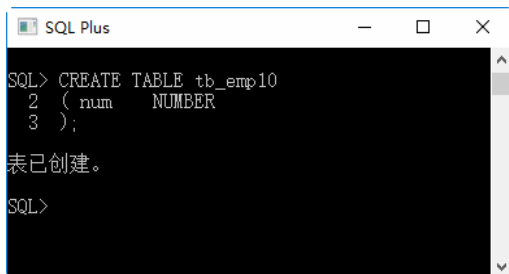 SQL Plus
SQL> CREATE TABLE tb_emp10
2 ( num NUMBER
3 );
表已创建。
SQL>